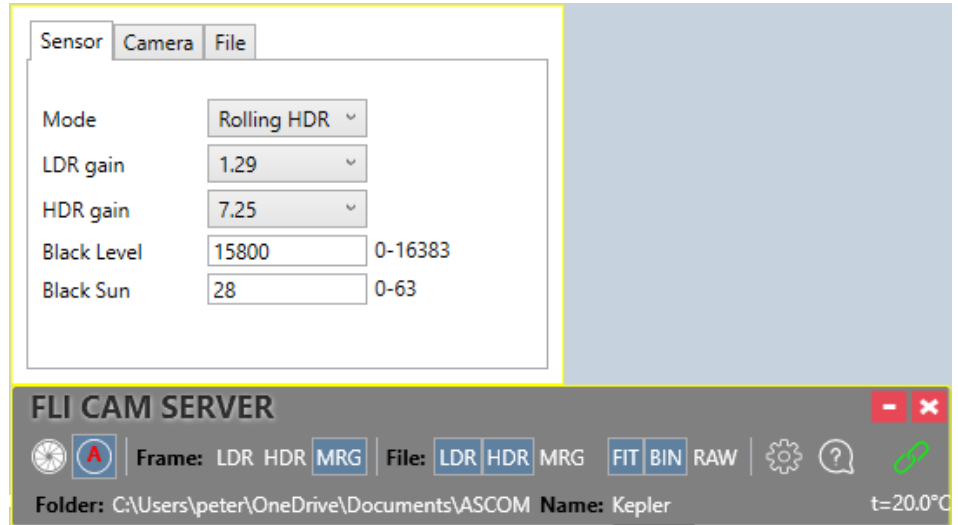 Sensor Camera File
Mode Rolling HDR
LDR gain 1.29
HDR gain 7.25
Black Level 15800 0-16383
Black Sun 28 0-63
FLI CAM SERVER
A Frame: LDR HDR MRG File: LDR HDR MRG FIT BIN RAW
Folder: C:\Users\peter\OneDrive\Documents\ASCOM Name: Kepler t=20.0°C